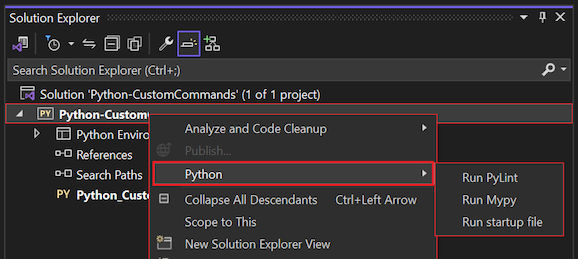 Solution Explorer
Search Solution Explorer (Ctrl+;)
Solution 'Python-CustomCommands' (1 of 1 project)
PY Python-Custom
Python Enviro
References
Search Paths
PY Python_Custo
Analyze and Code Cleanup
Publish...
Python
Collapse All Descendants Ctrl+Left Arrow
Scope to This
New Solution Explorer View
Run PyLint
Run Mypy
Run startup file